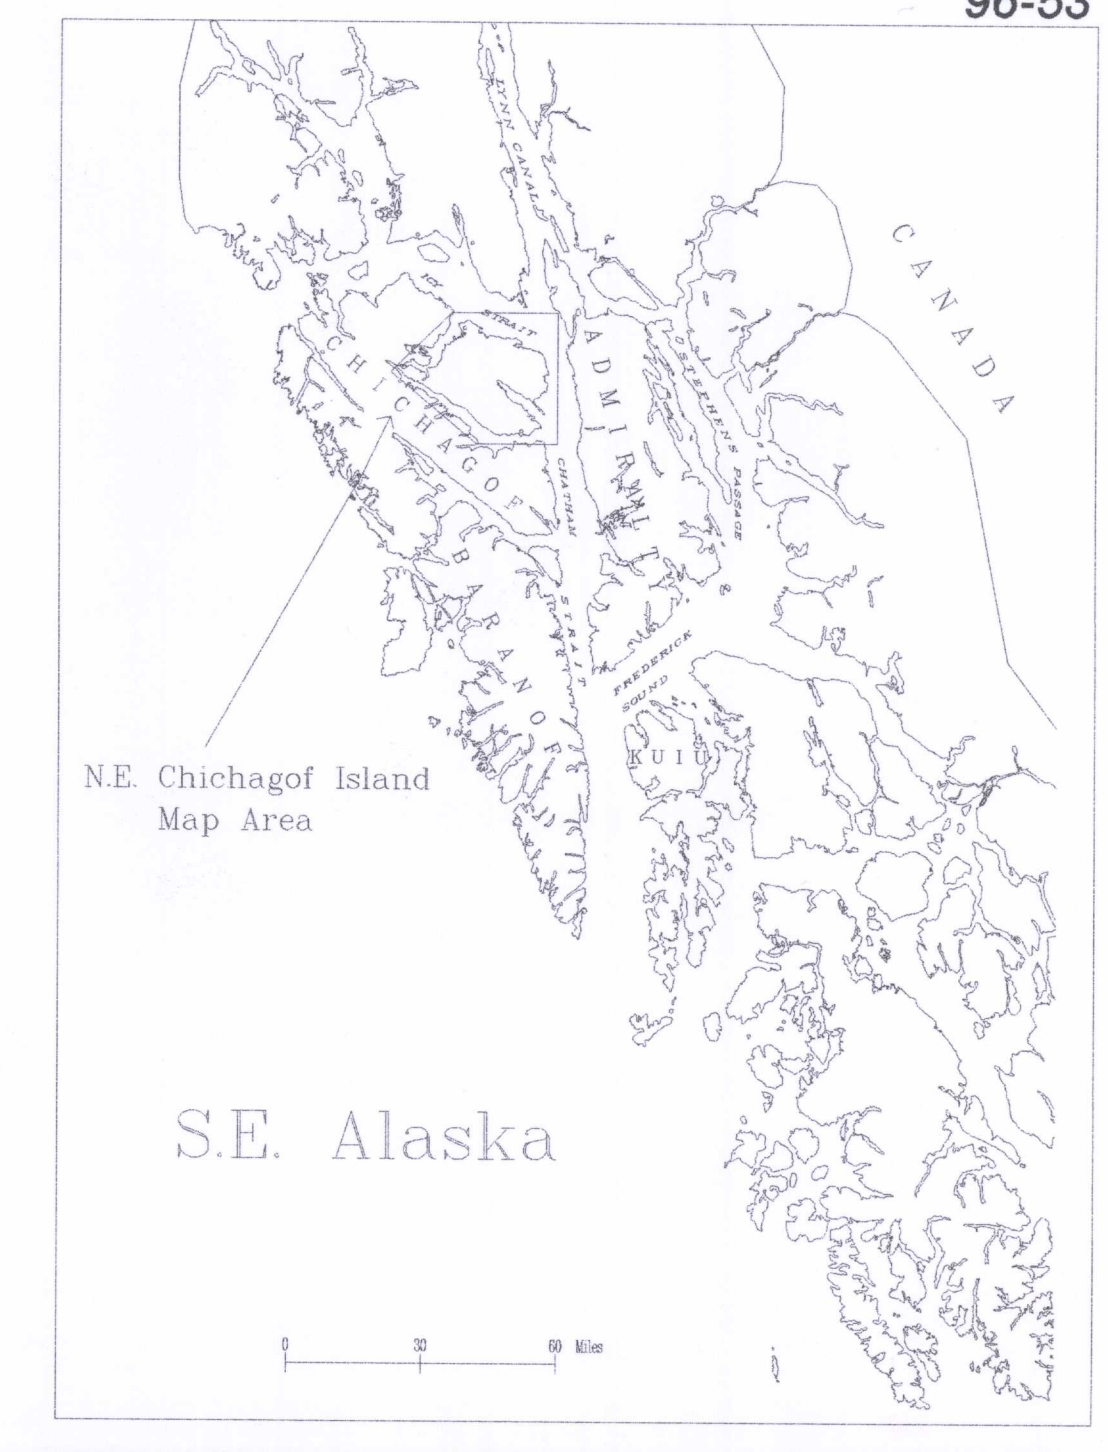 96-53
LYNN CANAL
CANADA
ICY
STRAIT
CHICHAGOF
ADMIRALTY
STEPHENS PASSAGE
CHATHAM
STRAIT
BARANOF
FREDERICK
SOUND
KUIU
N.E. Chichagof Island
Map Area
S.E. Alaska
0 30 60 Miles